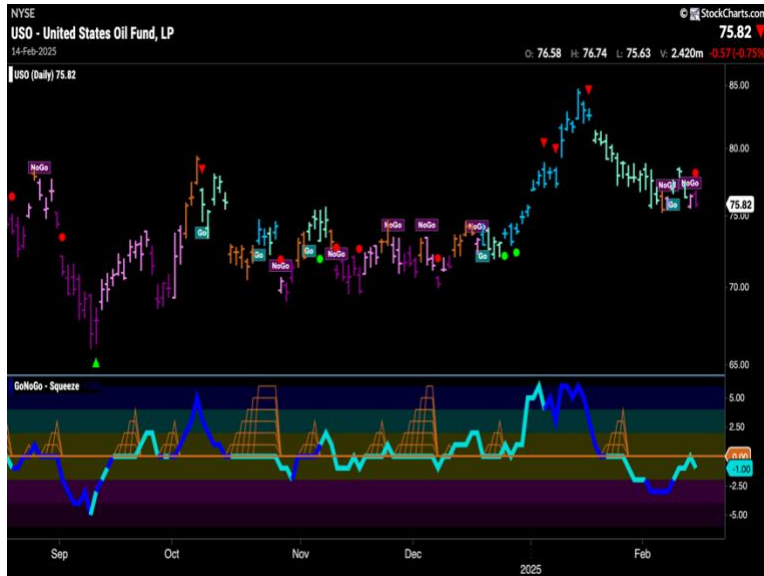 NYSE
© StockCharts.com
USO - United States Oil Fund, LP
75.82
14-Feb-2025
O: 76.58 H: 76.74 L: 75.63 V: 2.420m -0.57 (-0.75%)
USO (Daily) 75.82
85.00
80.00
75.82
75.00
70.00
65.00
NoGo
Go
Go
NoGo
Go
NoGo
NoGo
NoGo
NoGo
Go
NoGo
Go
NoGo
GoNoGo - Squeeze
5.00
2.50
0.00
-1.00
-2.50
-5.00
Sep Oct Nov Dec 2025 Feb